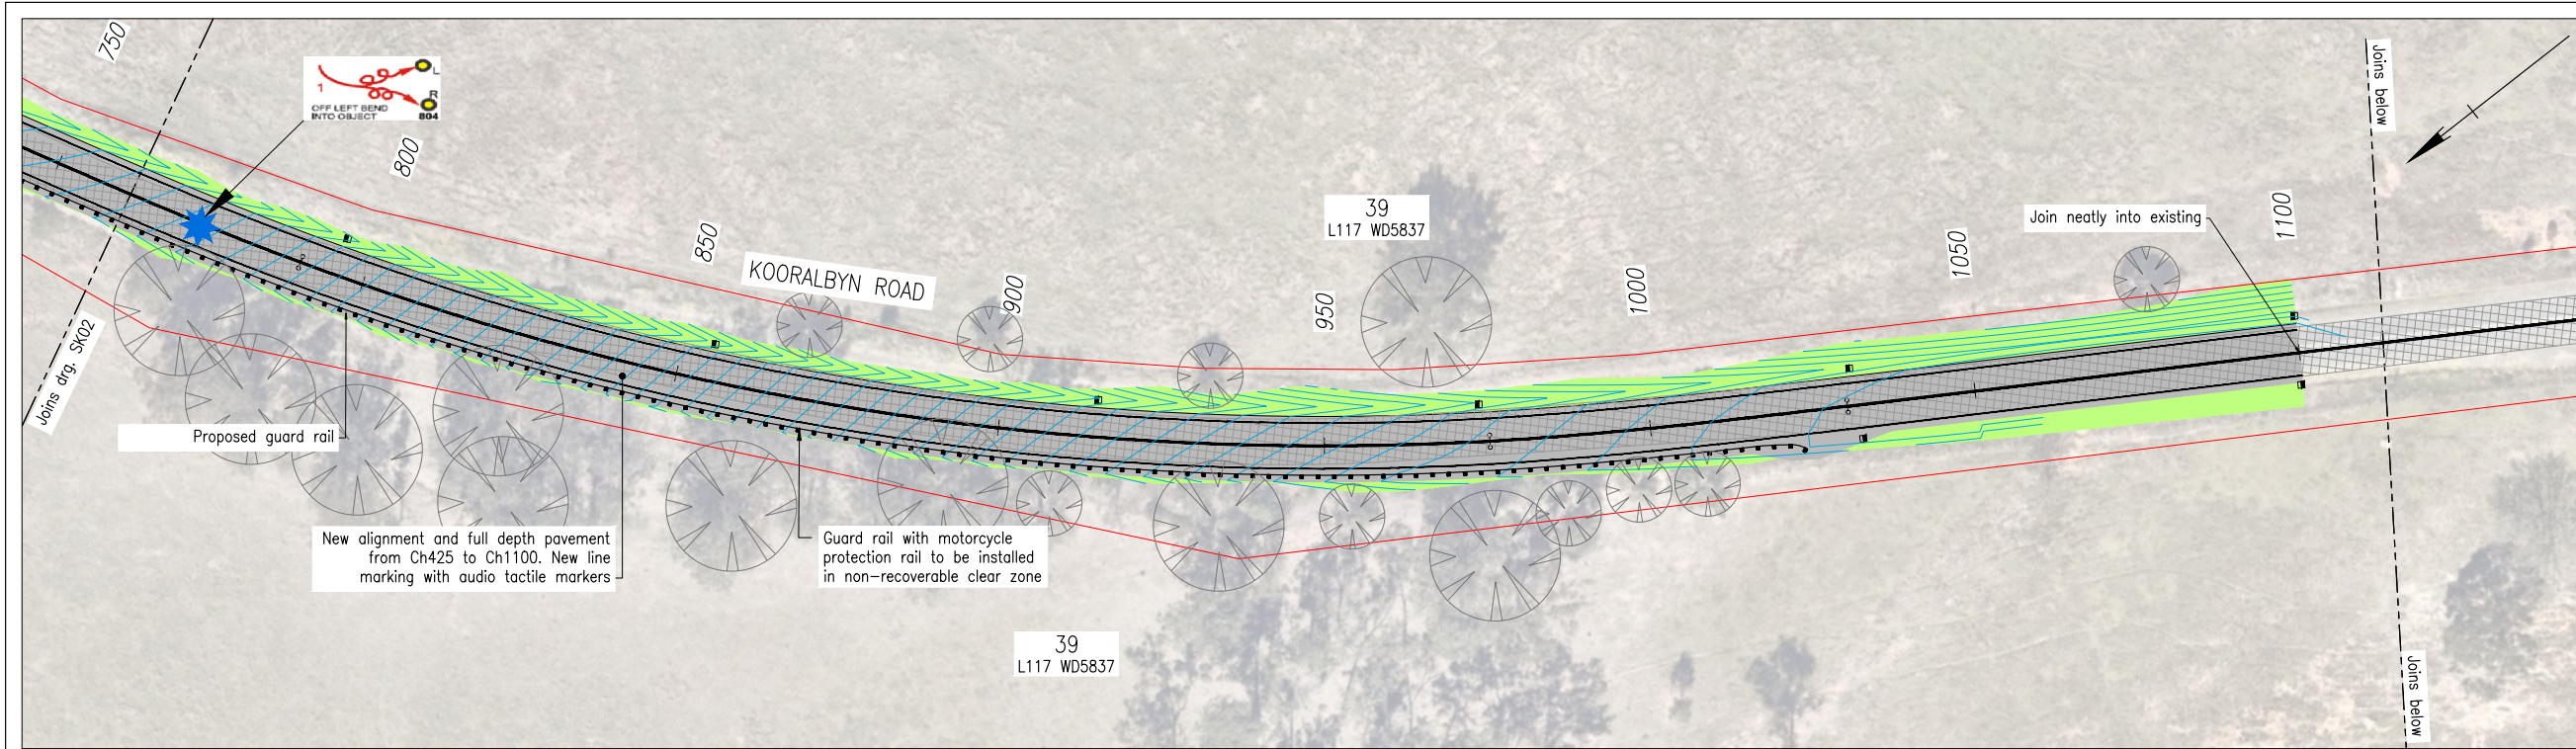 750
1
L
R
OFF LEFT BEND
INTO OBJECT 804
800
850
KOORALBYN ROAD
900
950
39
L117 WD5837
1000
1050
Join neatly into existing
1100
Joins below
Joins drg. SK02
Proposed guard rail
New alignment and full depth pavement
from Ch425 to Ch1100. New line
marking with audio tactile markers
Guard rail with motorcycle
protection rail to be installed
in non-recoverable clear zone
39
L117 WD5837
Joins below